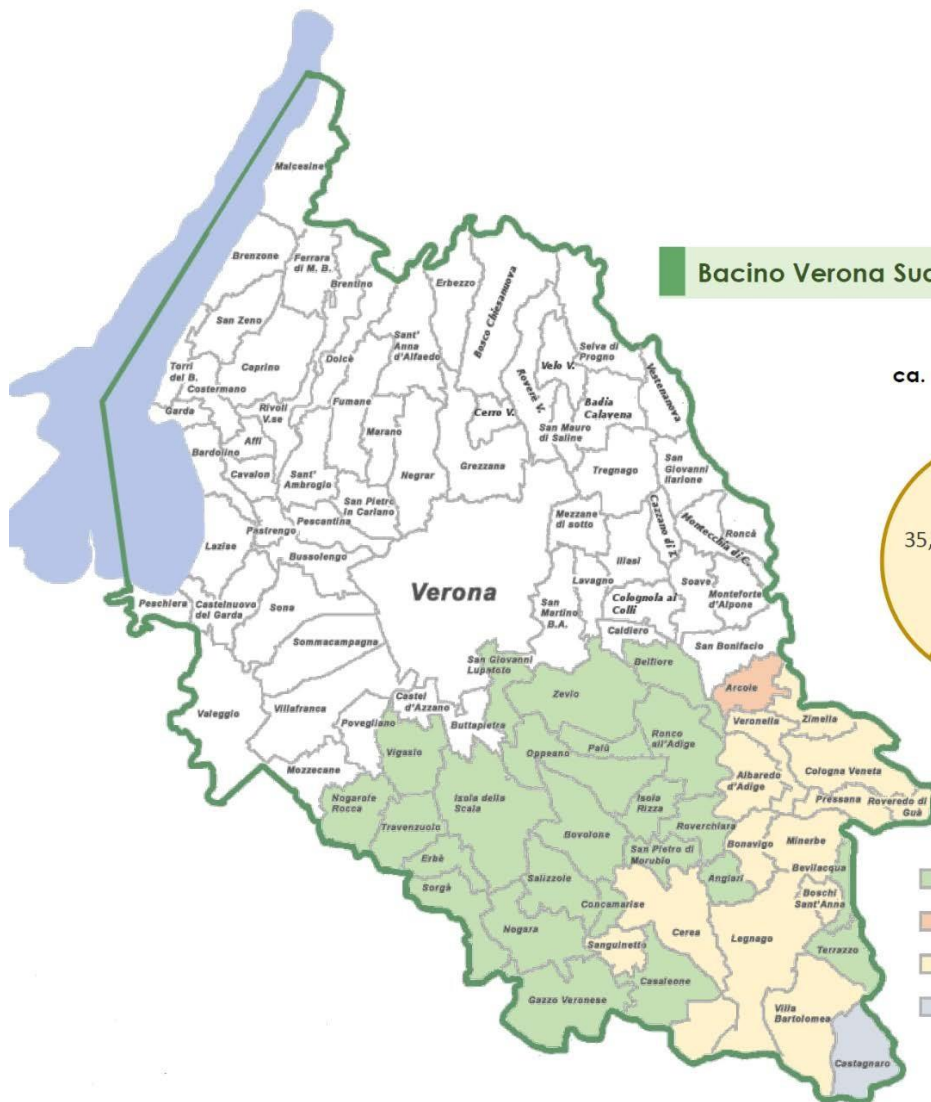 Malcesine
Brenzone
Ferrara
di M. B.
Brentino
Erbezzo
Bosco Chiesanuova
Bacino Verona Sud
San Zeno
Sant'
Anna
d'Alfaedo
Selva di
Progno
Torri
del B.
Caprino
Dolcè
Velo V.
Vestenanova
ca.
Costermano
Roverè V.
Badia
Calavena
Garda
Rivoli
V.se
Fumane
Cerro V.
San Mauro
di Saline
Affi
Marano
Bardolino
Grezzana
San
Giovanni
Ilarione
Cavaion
Sant'
Ambrogio
Negrar
Tregnago
San Pietro
in Cariano
Cazzano di T.
Pastrengo
Pescantina
Mezzane
di sotto
Montecchia di C.
Roncà
35,
Lazise
Bussolengo
Illasi
Verona
Lavagno
Soave
Peschiera
Castelnuovo
del Garda
Sona
San
Martino
B.A.
Colognola ai
Colli
Monteforte
d'Alpone
Sommacampagna
Caldiero
San Bonifacio
San Giovanni
Lupatoto
Belfiore
Arcole
Valeggio
Villafranca
Castel
d'Azzano
Zevio
Povegliano
Buttapietra
Veronella
Zimella
Vigasio
Oppeano
Palù
Ronco
all'Adige
Mozzecane
Albaredo
d'Adige
Cologna Veneta
Nogarole
Rocca
Isola della
Scala
Isola
Rizza
Pressana
Roveredo di
Guà
Trevenzuolo
Bovolone
Roverchiara
Erbè
San Pietro di
Morubio
Bonavigo
Minerbe
Sorgà
Salizzole
Angiari
Bevilacqua
Concamarise
Boschi
Sant'Anna
Nogara
Sanguinetto
Cerea
Legnago
Terrazzo
Casaleone
Gazzo Veronese
Villa
Bartolomea
Castagnaro